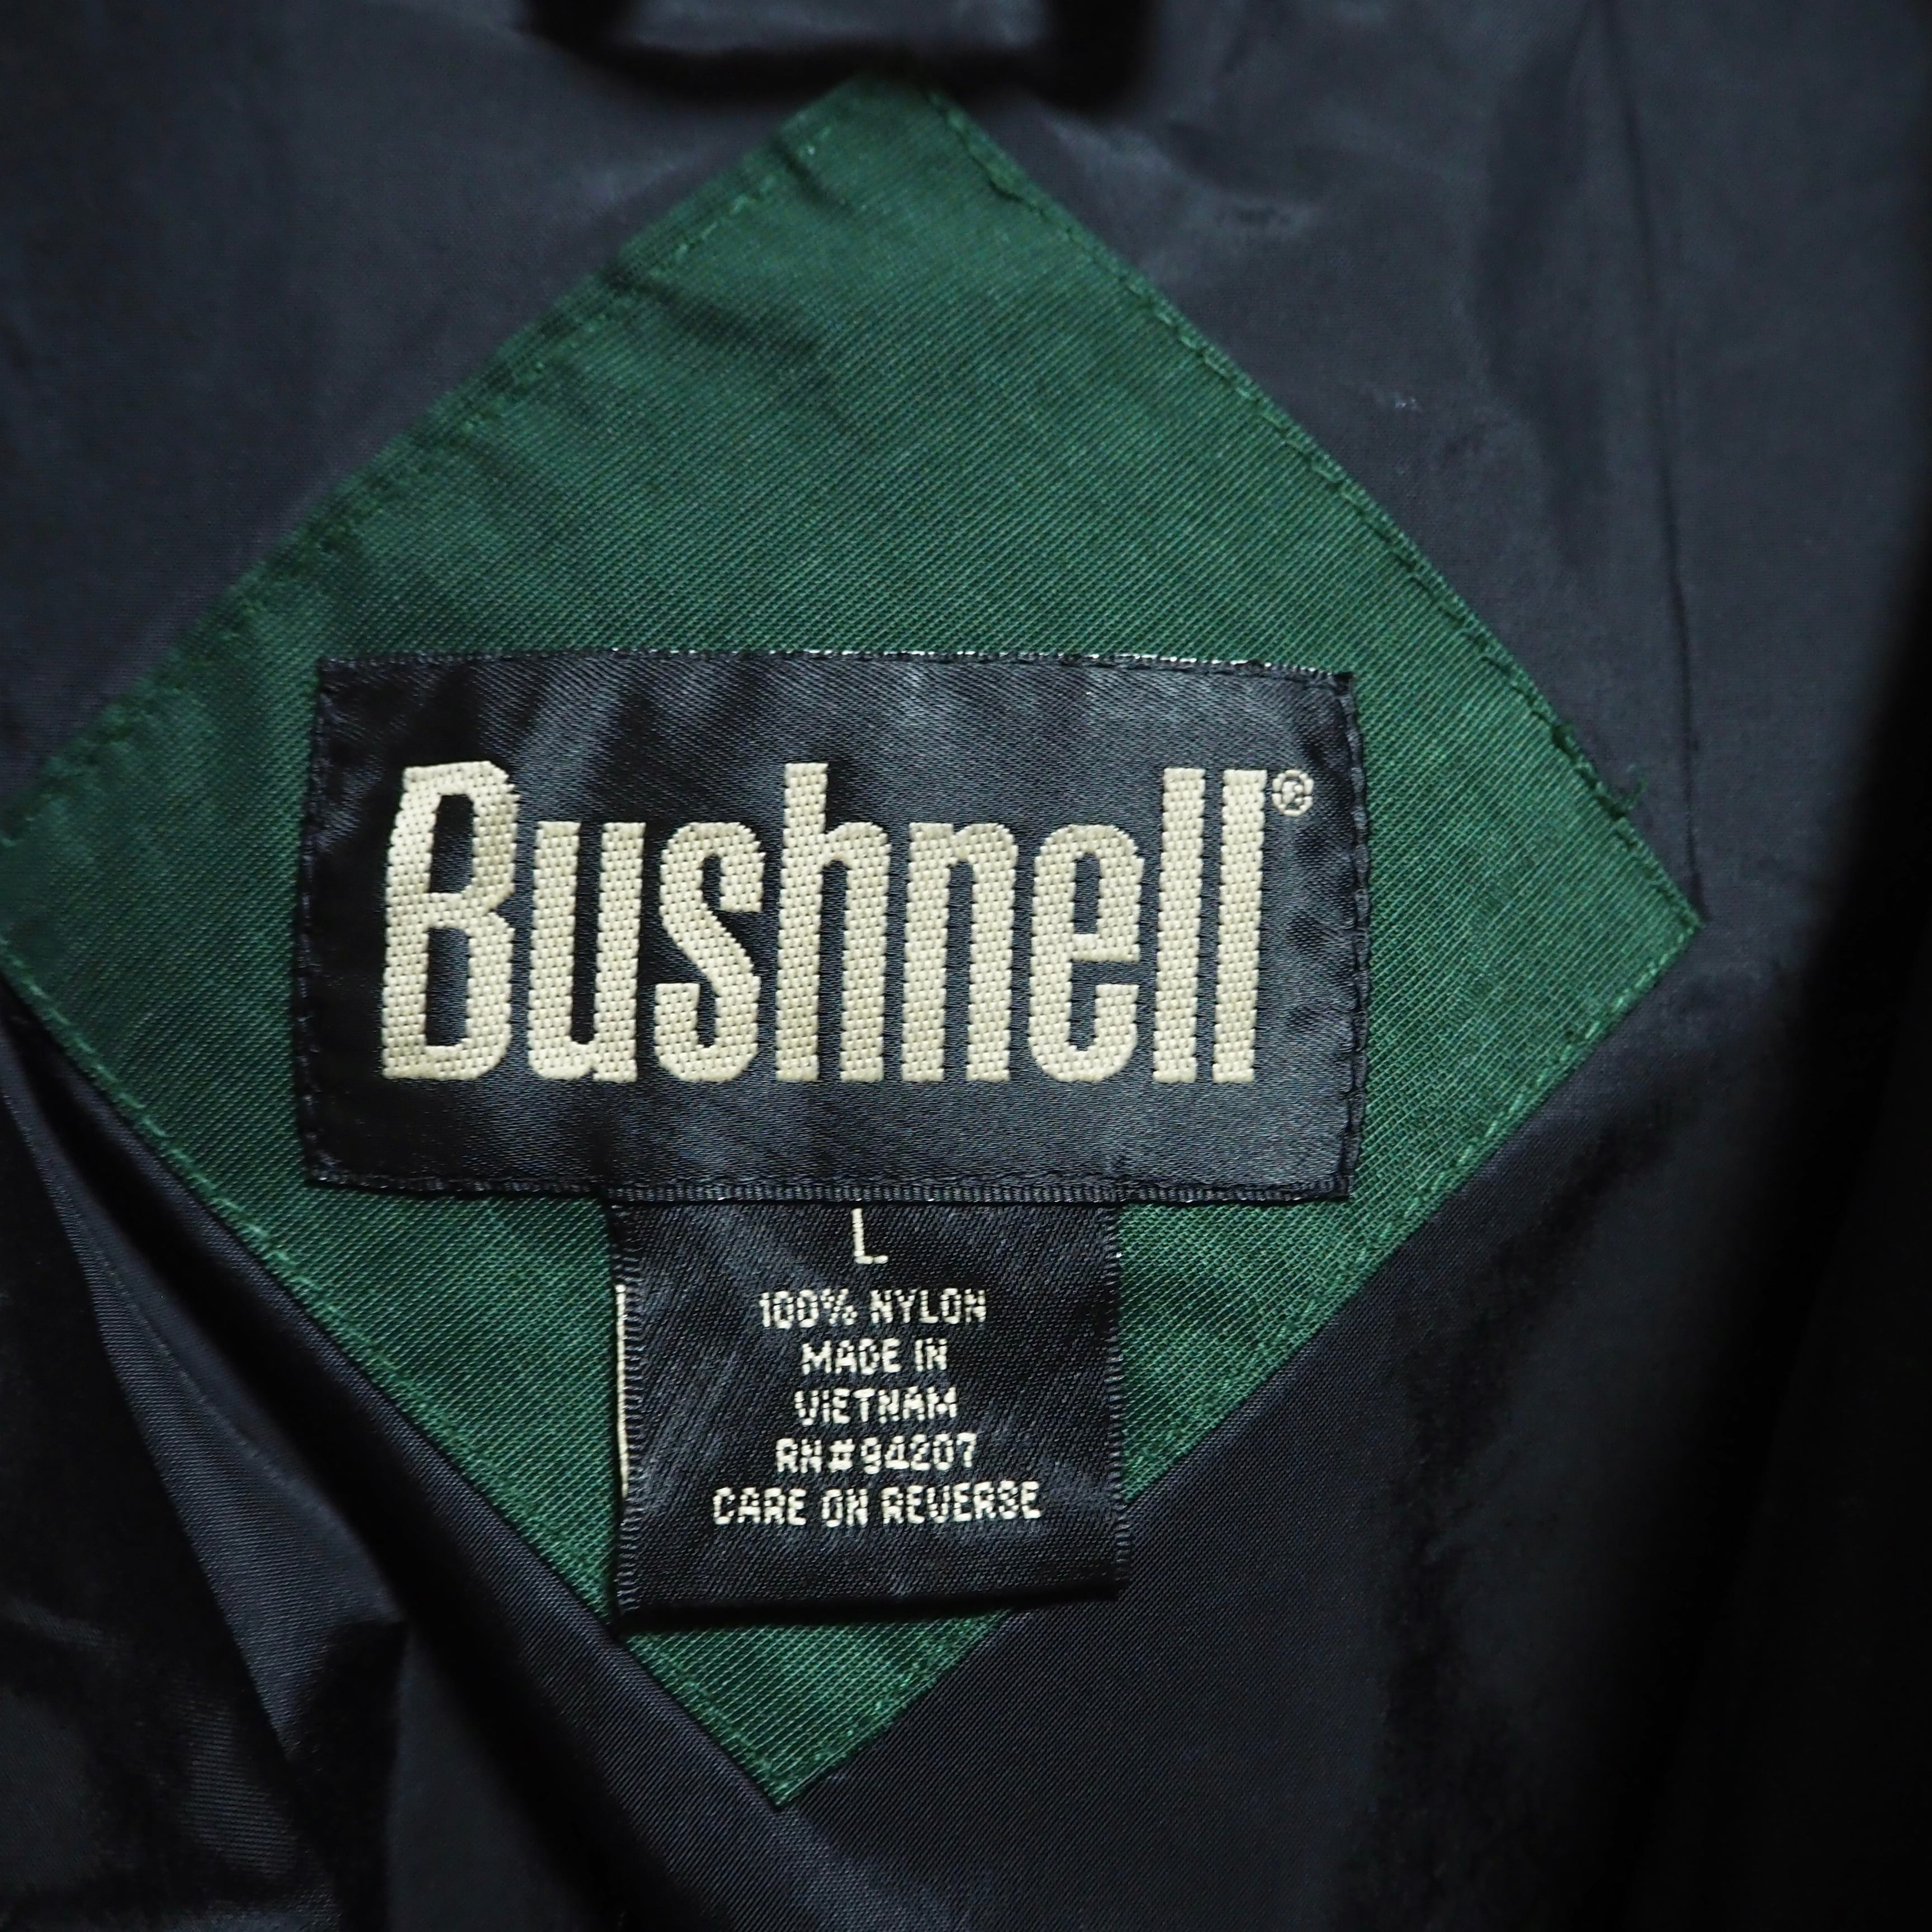 Bushnell®
L
100% NYLON
MADE IN
VIETNAM
RN#94207
CARE ON REVERSE